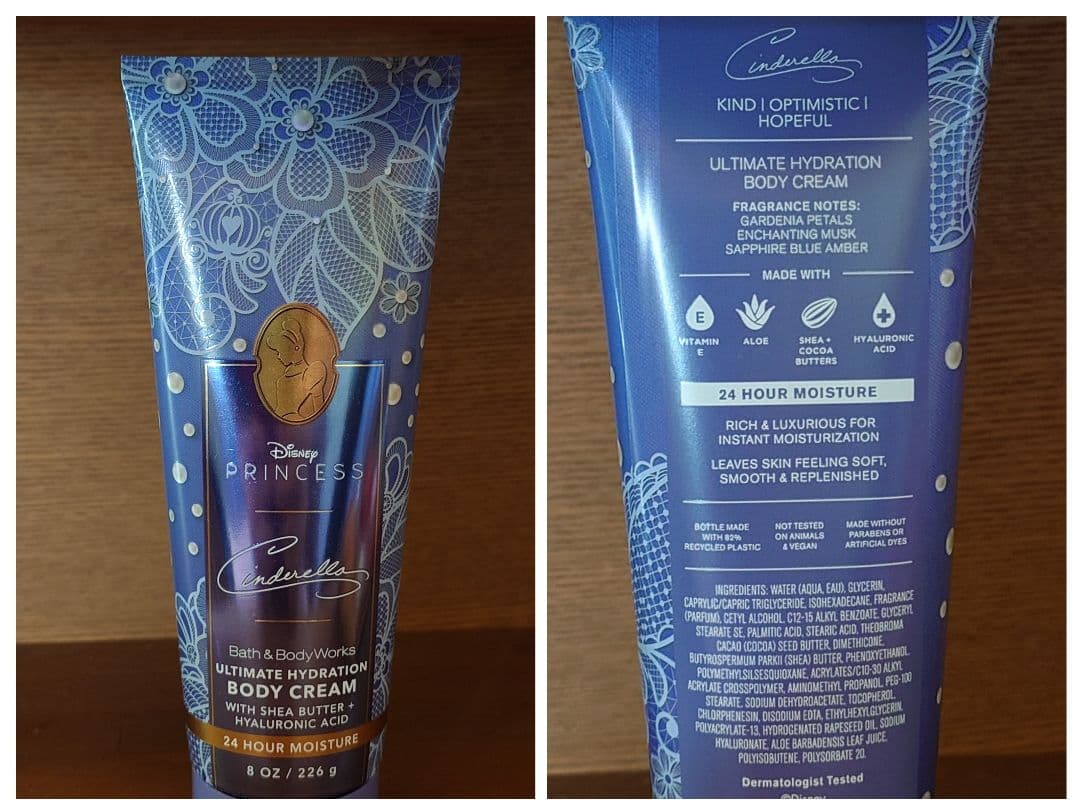 Disney
PRINCESS
Cinderella
Bath & Body Works
ULTIMATE HYDRATION
BODY CREAM
WITH SHEA BUTTER +
HYALURONIC ACID
24 HOUR MOISTURE
8 OZ / 226 g
Cinderella
KIND | OPTIMISTIC |
HOPEFUL
ULTIMATE HYDRATION
BODY CREAM
FRAGRANCE NOTES:
GARDENIA PETALS
ENCHANTING MUSK
SAPPHIRE BLUE AMBER
MADE WITH
E
VITAMIN
E
ALOE
SHEA +
COCOA
BUTTERS
HYALURONIC
ACID
24 HOUR MOISTURE
RICH & LUXURIOUS FOR
INSTANT MOISTURIZATION
LEAVES SKIN FEELING SOFT,
SMOOTH & REPLENISHED
BOTTLE MADE
WITH 82%
RECYCLED PLASTIC
NOT TESTED
ON ANIMALS
& VEGAN
MADE WITHOUT
PARABENS OR
ARTIFICIAL DYES
INGREDIENTS: WATER (AQUA, EAU), GLYCERIN,
CAPRYLIC/CAPRIC TRIGLYCERIDE, ISOHEXADECANE, FRAGRANCE
(PARFUM), CETYL ALCOHOL, C12-15 ALKYL BENZOATE, GLYCERYL
STEARATE SE, PALMITIC ACID, STEARIC ACID, THEOBROMA
CACAO (COCOA) SEED BUTTER, DIMETHICONE,
BUTYROSPERMUM PARKII (SHEA) BUTTER, PHENOXYETHANOL,
POLYMETHYLSILSESQUIOXANE, ACRYLATES/C10-30 ALKYL
ACRYLATE CROSSPOLYMER, AMINOMETHYL PROPANOL, PEG-100
STEARATE, SODIUM DEHYDROACETATE, TOCOPHEROL,
CHLORPHENESIN, DISODIUM EDTA, ETHYLHEXYLGLYCERIN,
POLYACRYLATE-13, HYDROGENATED RAPESEED OIL, SODIUM
HYALURONATE, ALOE BARBADENSIS LEAF JUICE,
POLYISOBUTENE, POLYSORBATE 20.
Dermatologist Tested
©Disney